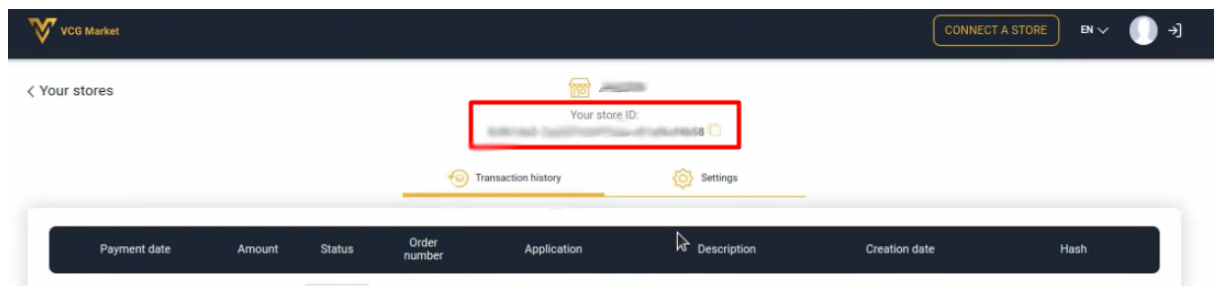 VCG Market
CONNECT A STORE
EN
Your stores
Your store ID:
Transaction history
Settings
Payment date
Amount
Status
Order number
Application
Description
Creation date
Hash